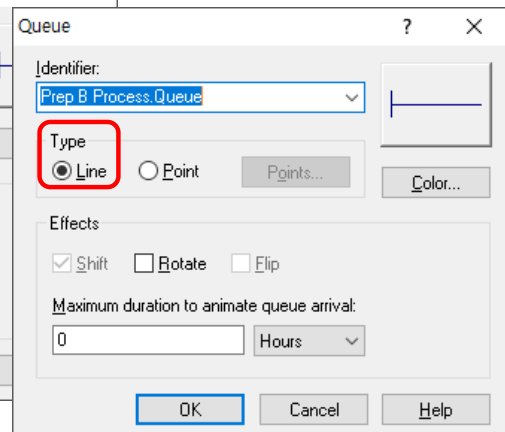 Queue
Identifier:
Prep B Process.Queue
Type
Line Point Points...
Color...
Effects
Shift Rotate Flip
Maximum duration to animate queue arrival:
0 Hours
OK Cancel Help